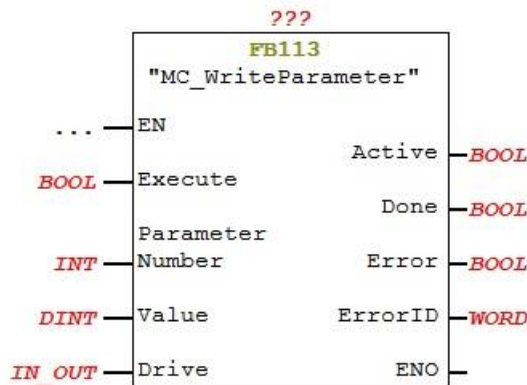 ???
FB113
"MC_WriteParameter"
... EN
Active BOOL
BOOL Execute
Done BOOL
Parameter
INT Number Error BOOL
DINT Value ErrorID WORD
IN_OUT Drive ENO